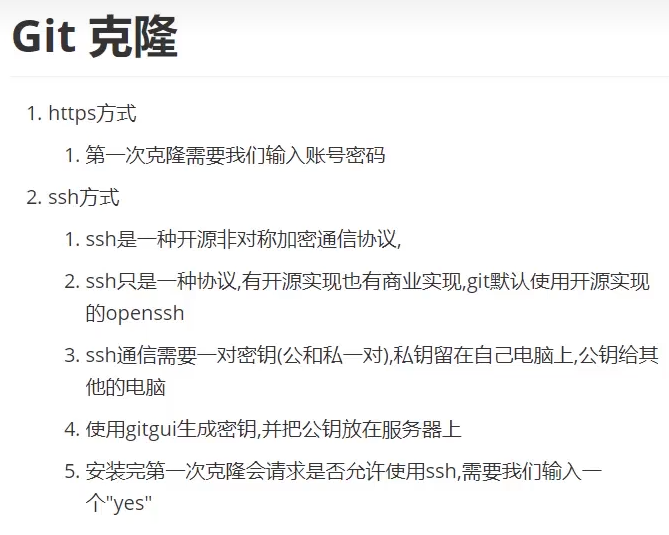 Git 克隆
1. https方式
1. 第一次克隆需要我们输入账号密码
2. ssh方式
1. ssh是一种开源非对称加密通信协议,
2. ssh只是一种协议,有开源实现也有商业实现,git默认使用开源实现
的openssh
3. ssh通信需要一对密钥(公和私一对),私钥留在自己电脑上,公钥给其
他的电脑
4. 使用gitgui生成密钥,并把公钥放在服务器上
5. 安装完第一次克隆会请求是否允许使用ssh,需要我们输入一
个"yes"